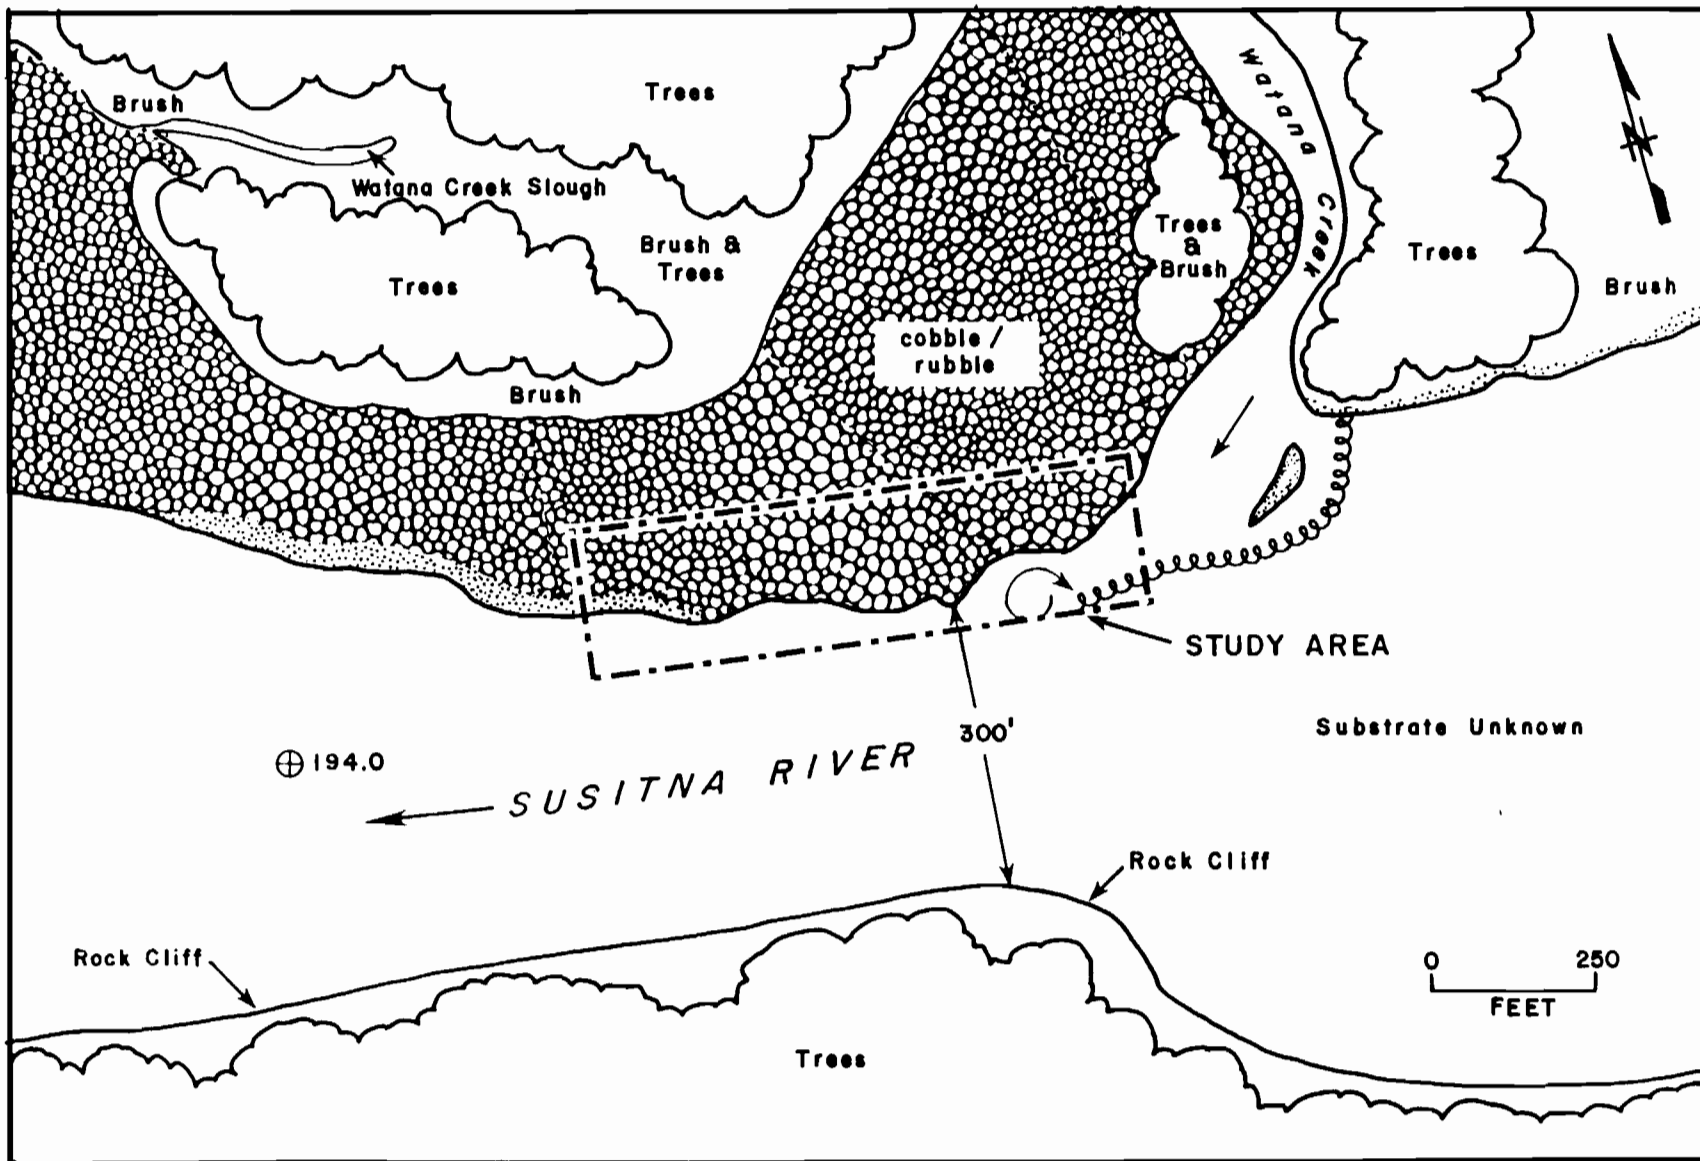 Watana Creek
Trees
Brush
Watana Creek Slough
Brush &
Trees
Trees
&
Brush
Trees
Trees
Brush
cobble /
rubble
Brush
STUDY AREA
300'
Substrate Unknown
194.0
SUSITNA RIVER
Rock Cliff
Rock Cliff
0 250
FEET
Trees
N